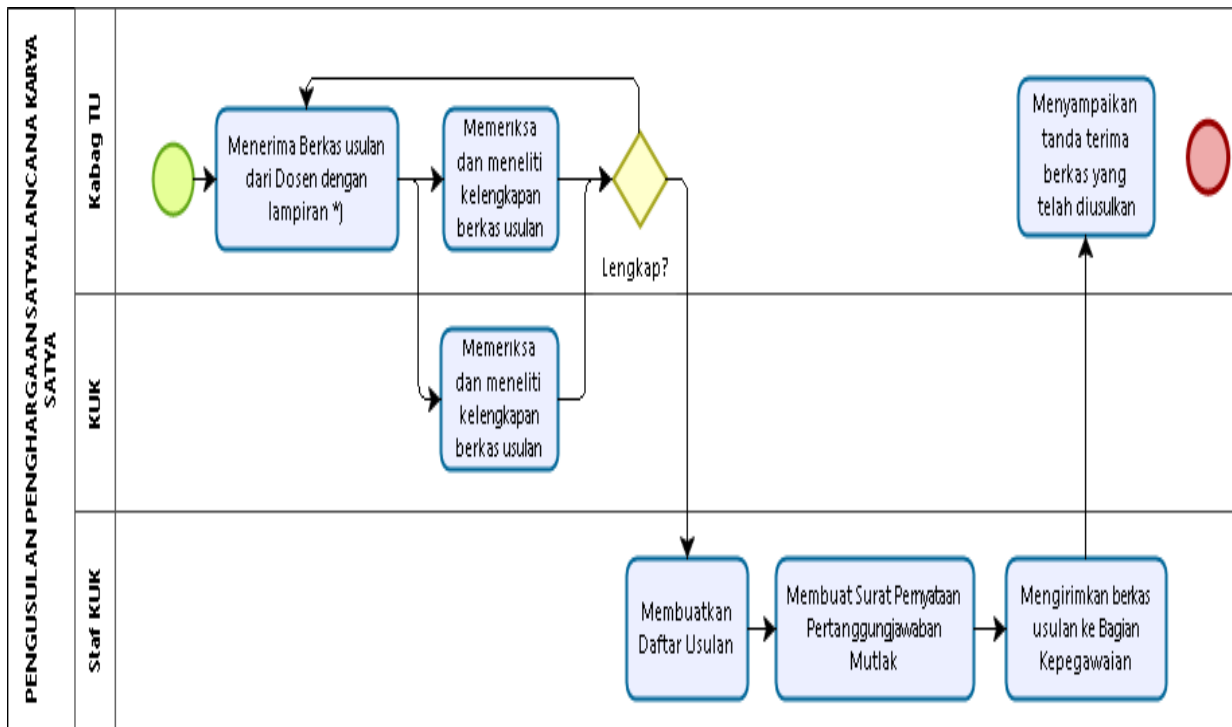 PENGUSULAN PENGHARGAAN SATYALANCANA KARYA
SATYA
Kabag TU
Menerima Berkas usulan
dari Dosen dengan
lampiran *)
Memeriksa
dan meneliti
kelengkapan
berkas usulan
Lengkap?
Menyampaikan
tanda terima
berkas yang
telah diusulkan
KUK
Memeriksa
dan meneliti
kelengkapan
berkas usulan
Staf KUK
Membuatkan
Daftar Usulan
Membuat Surat Pernyataan
Pertanggungjawaban
Mutlak
Mengirimkan berkas
usulan ke Bagian
Kepegawaian